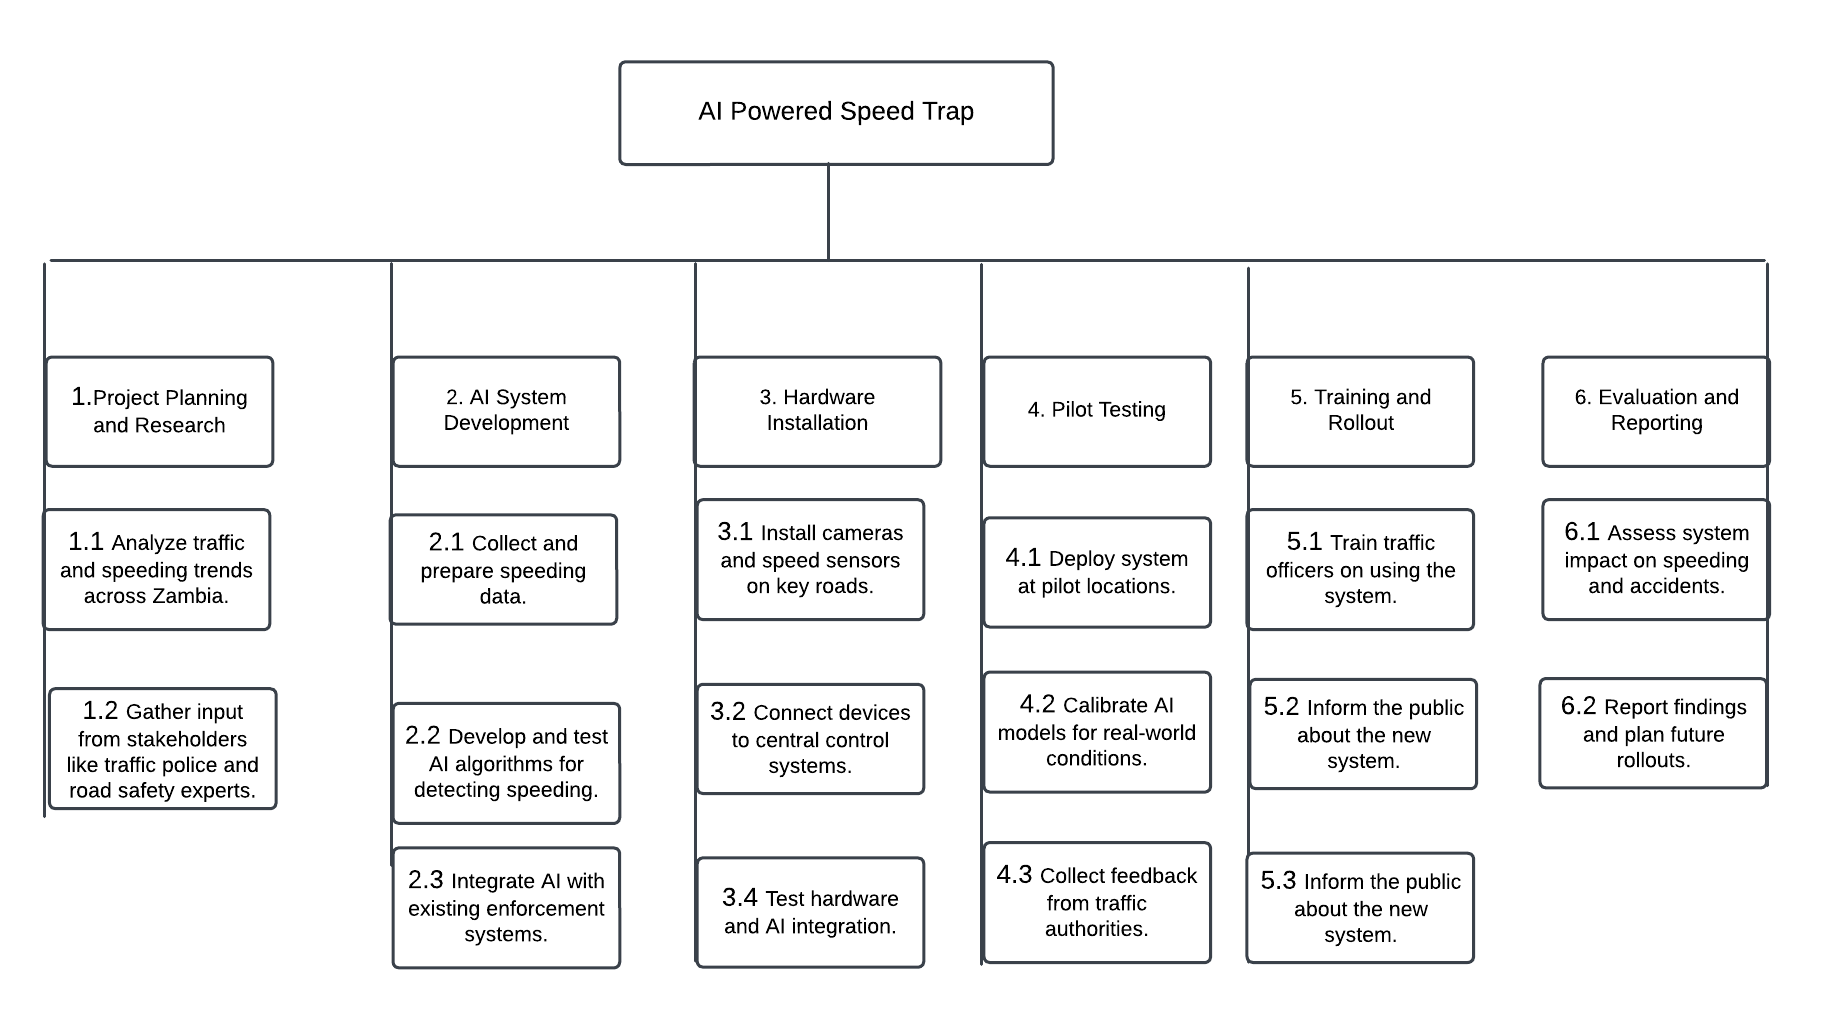 AI Powered Speed Trap
1.Project Planning
and Research
1.1 Analyze traffic
and speeding trends
across Zambia.
1.2 Gather input
from stakeholders
like traffic police and
road safety experts.
2. AI System
Development
2.1 Collect and
prepare speeding
data.
2.2 Develop and test
AI algorithms for
detecting speeding.
2.3 Integrate AI with
existing enforcement
systems.
3. Hardware
Installation
3.1 Install cameras
and speed sensors
on key roads.
3.2 Connect devices
to central control
systems.
3.4 Test hardware
and AI integration.
4. Pilot Testing
4.1 Deploy system
at pilot locations.
4.2 Calibrate AI
models for real-world
conditions.
4.3 Collect feedback
from traffic
authorities.
5. Training and
Rollout
5.1 Train traffic
officers on using the
system.
5.2 Inform the public
about the new
system.
5.3 Inform the public
about the new
system.
6. Evaluation and
Reporting
6.1 Assess system
impact on speeding
and accidents.
6.2 Report findings
and plan future
rollouts.